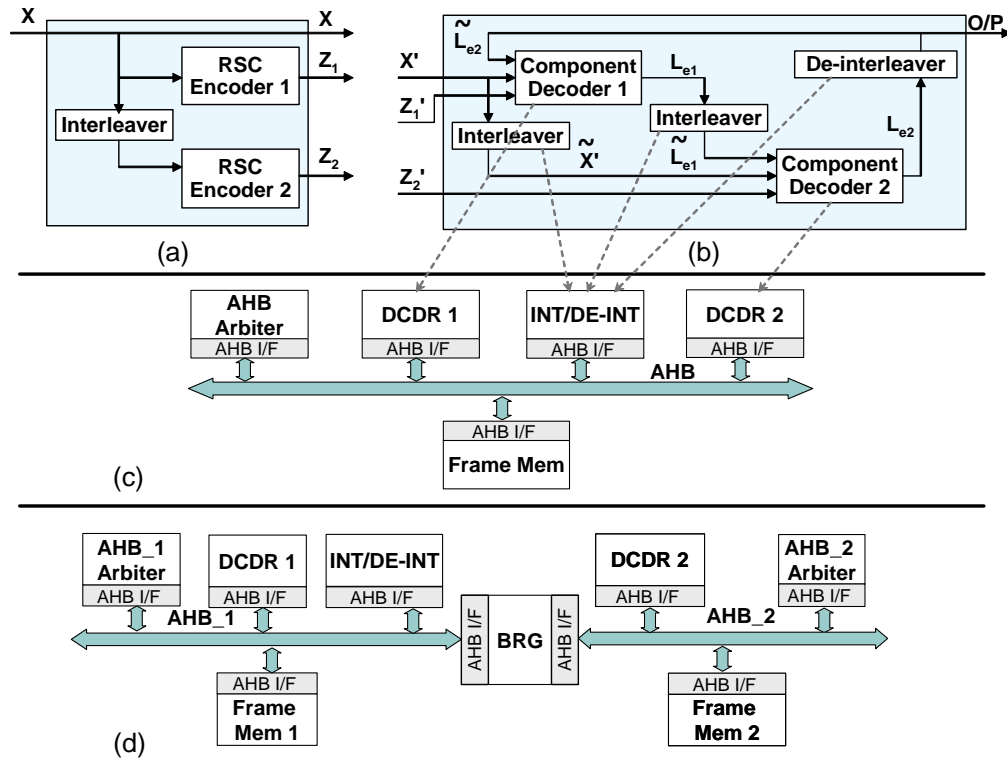 X
X
Z1
RSC
Encoder 1
Interleaver
RSC
Encoder 2
Z2
(a)
O/P
L̃e2
X'
Z1'
Component
Decoder 1
Le1
De-interleaver
Interleaver
X̃'
Interleaver
L̃e1
Le2
Z2'
Component
Decoder 2
(b)
AHB
Arbiter
AHB I/F
DCDR 1
AHB I/F
INT/DE-INT
AHB I/F
DCDR 2
AHB I/F
AHB
AHB I/F
Frame Mem
(c)
AHB_1
Arbiter
AHB I/F
DCDR 1
AHB I/F
INT/DE-INT
AHB I/F
AHB_1
AHB I/F
BRG
AHB I/F
DCDR 2
AHB I/F
AHB_2
Arbiter
AHB I/F
AHB_2
AHB I/F
Frame
Mem 1
AHB I/F
Frame
Mem 2
(d)